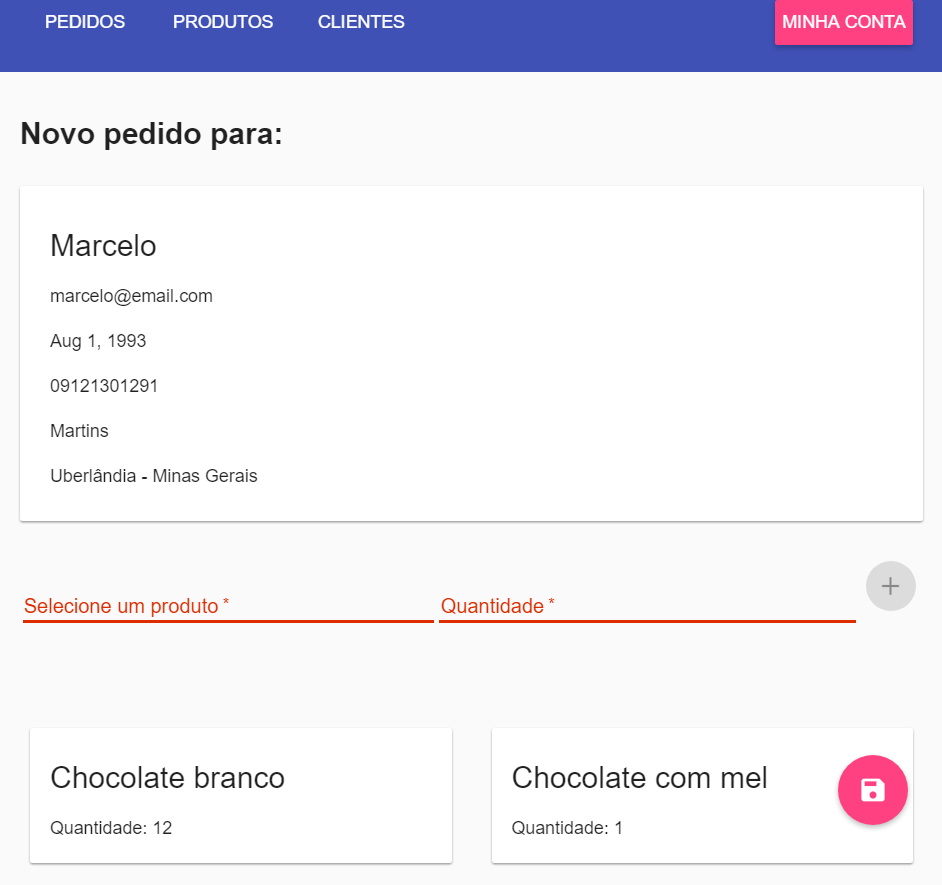 PEDIDOS PRODUTOS CLIENTES MINHA CONTA
Novo pedido para:
Marcelo
marcelo@email.com
Aug 1, 1993
09121301291
Martins
Uberlândia - Minas Gerais
Selecione um produto * Quantidade *
Chocolate branco
Quantidade: 12
Chocolate com mel
Quantidade: 1